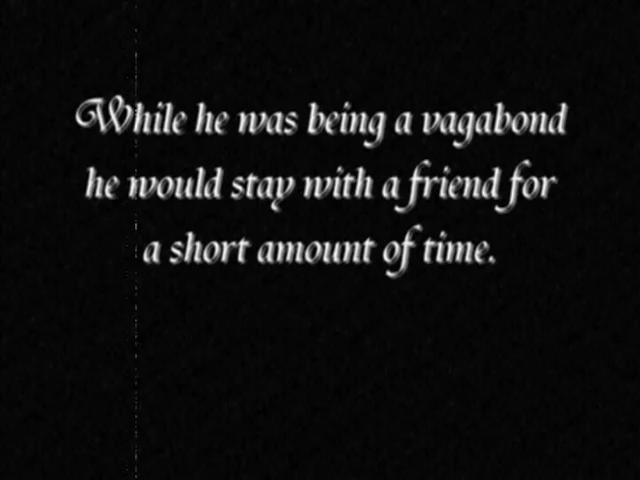 While he was being a vagabond
he would stay with a friend for
a short amount of time.